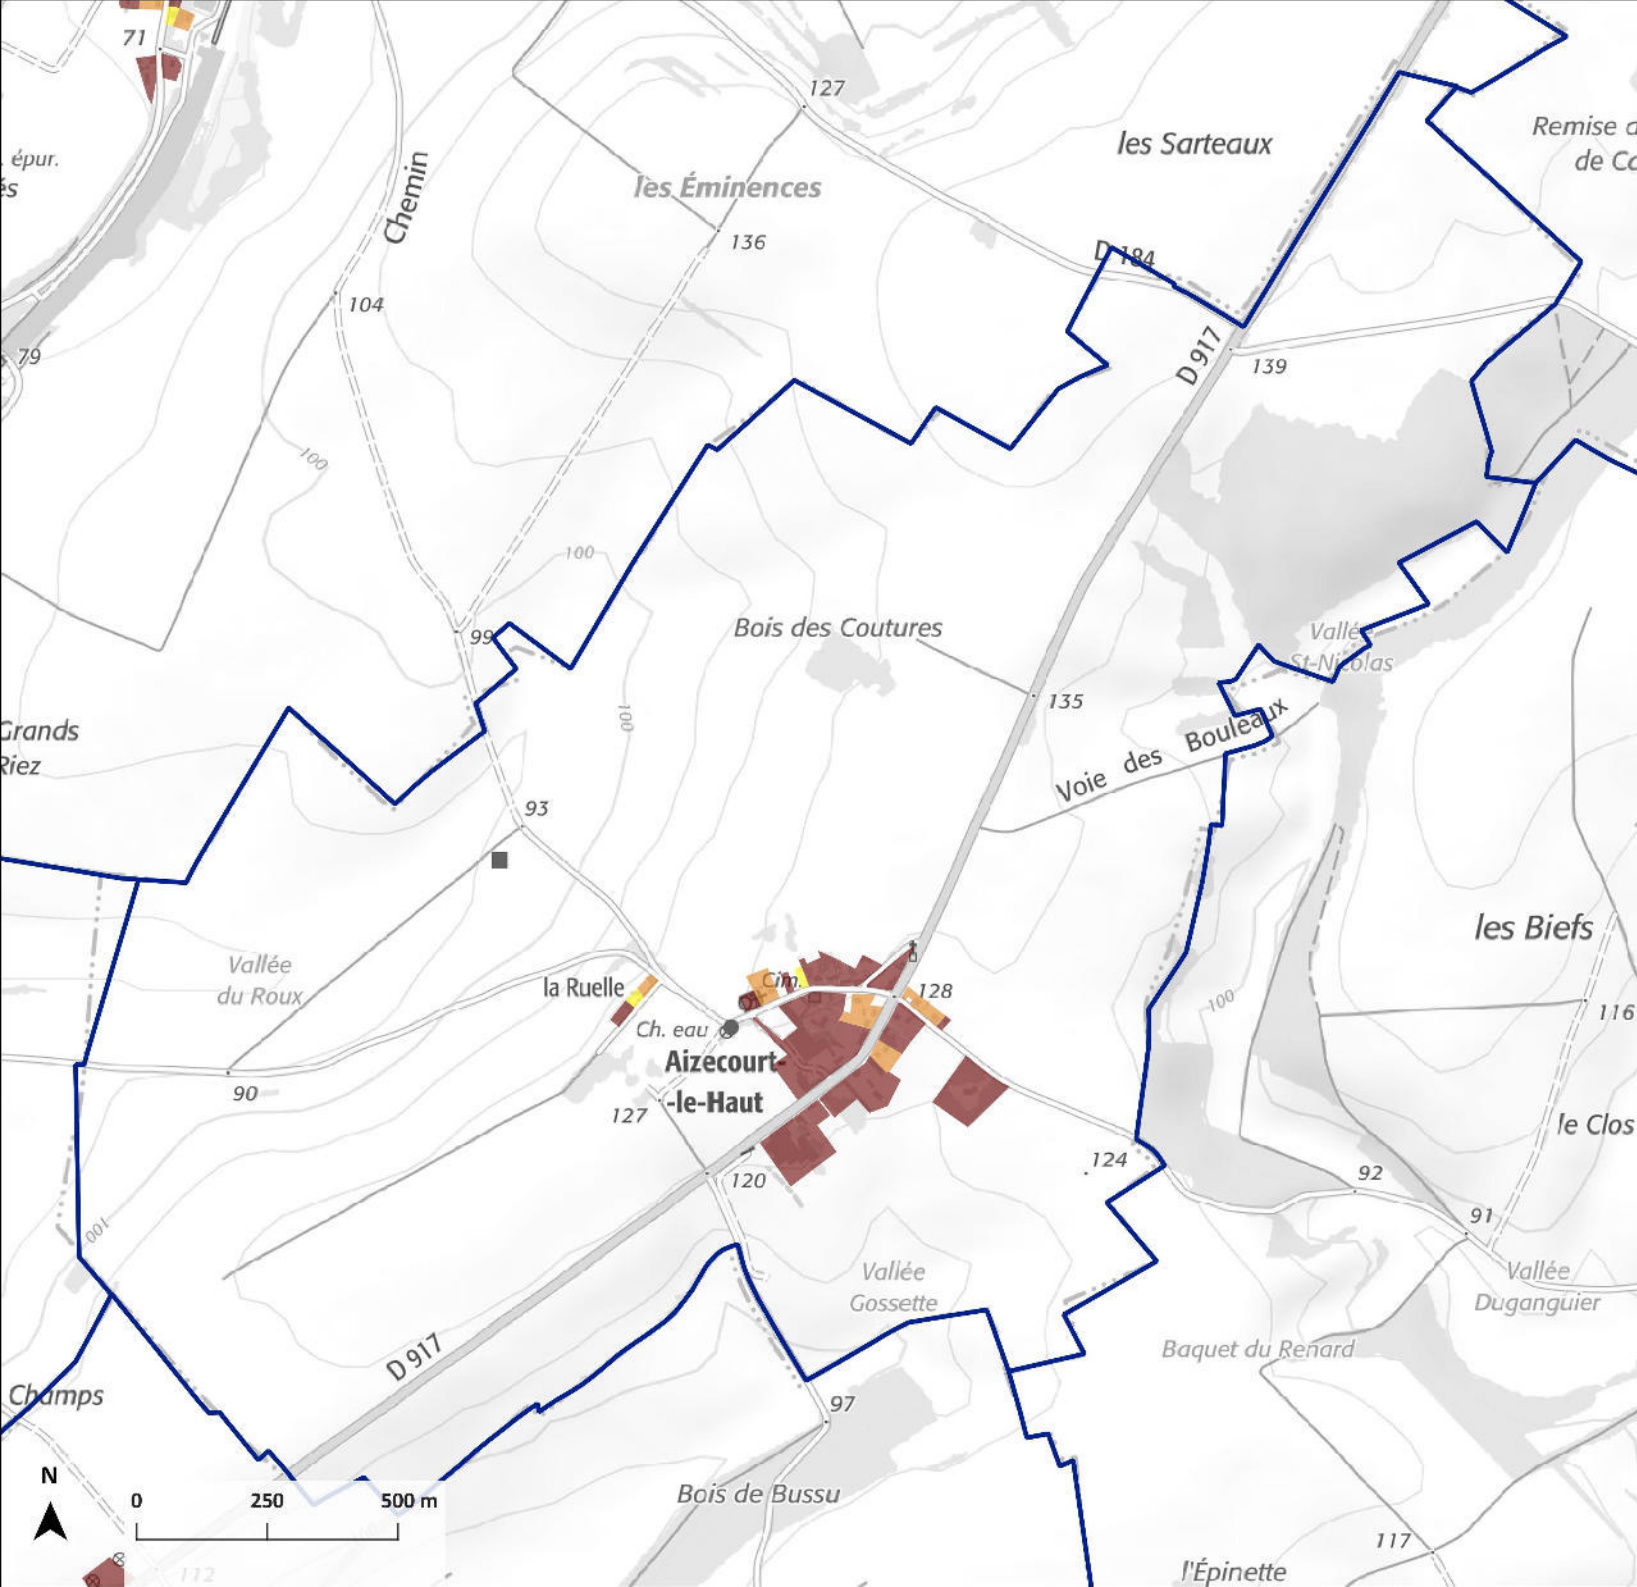 71
127
les Sarteaux
Remise d
de Co
. épur.
és
Chemin
les Éminences
136
D 184
104
79
D 917
139
100
100
Bois des Coutures
99
Vallée
St-Nicolas
135
100
Voie des Bouleaux
Grands
Riez
93
les Biefs
Vallée
du Roux
la Ruelle
Cim.
128
100
116
Ch. eau
Aizecourt-
-le-Haut
90
127
le Clos
124
92
120
91
100
Vallée
Gossette
Vallée
Duganguier
D 917
Baquet du Renard
Champs
97
N
0 250 500 m
Bois de Bussu
117
112
l'Épinette